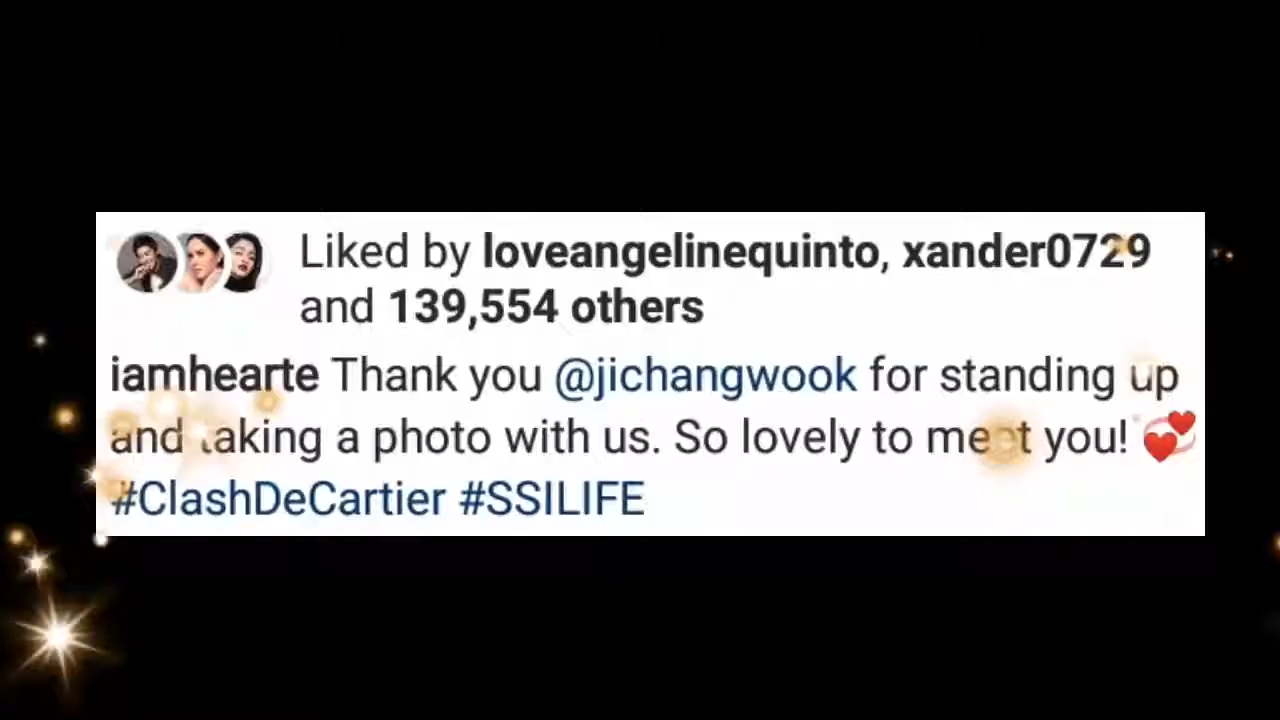 Liked by loveangelinequinto, xander0729
and 139,554 others
iamhearte Thank you @jichangwook for standing up
and taking a photo with us. So lovely to meet you! 💞
#ClashDeCartier #SSILIFE